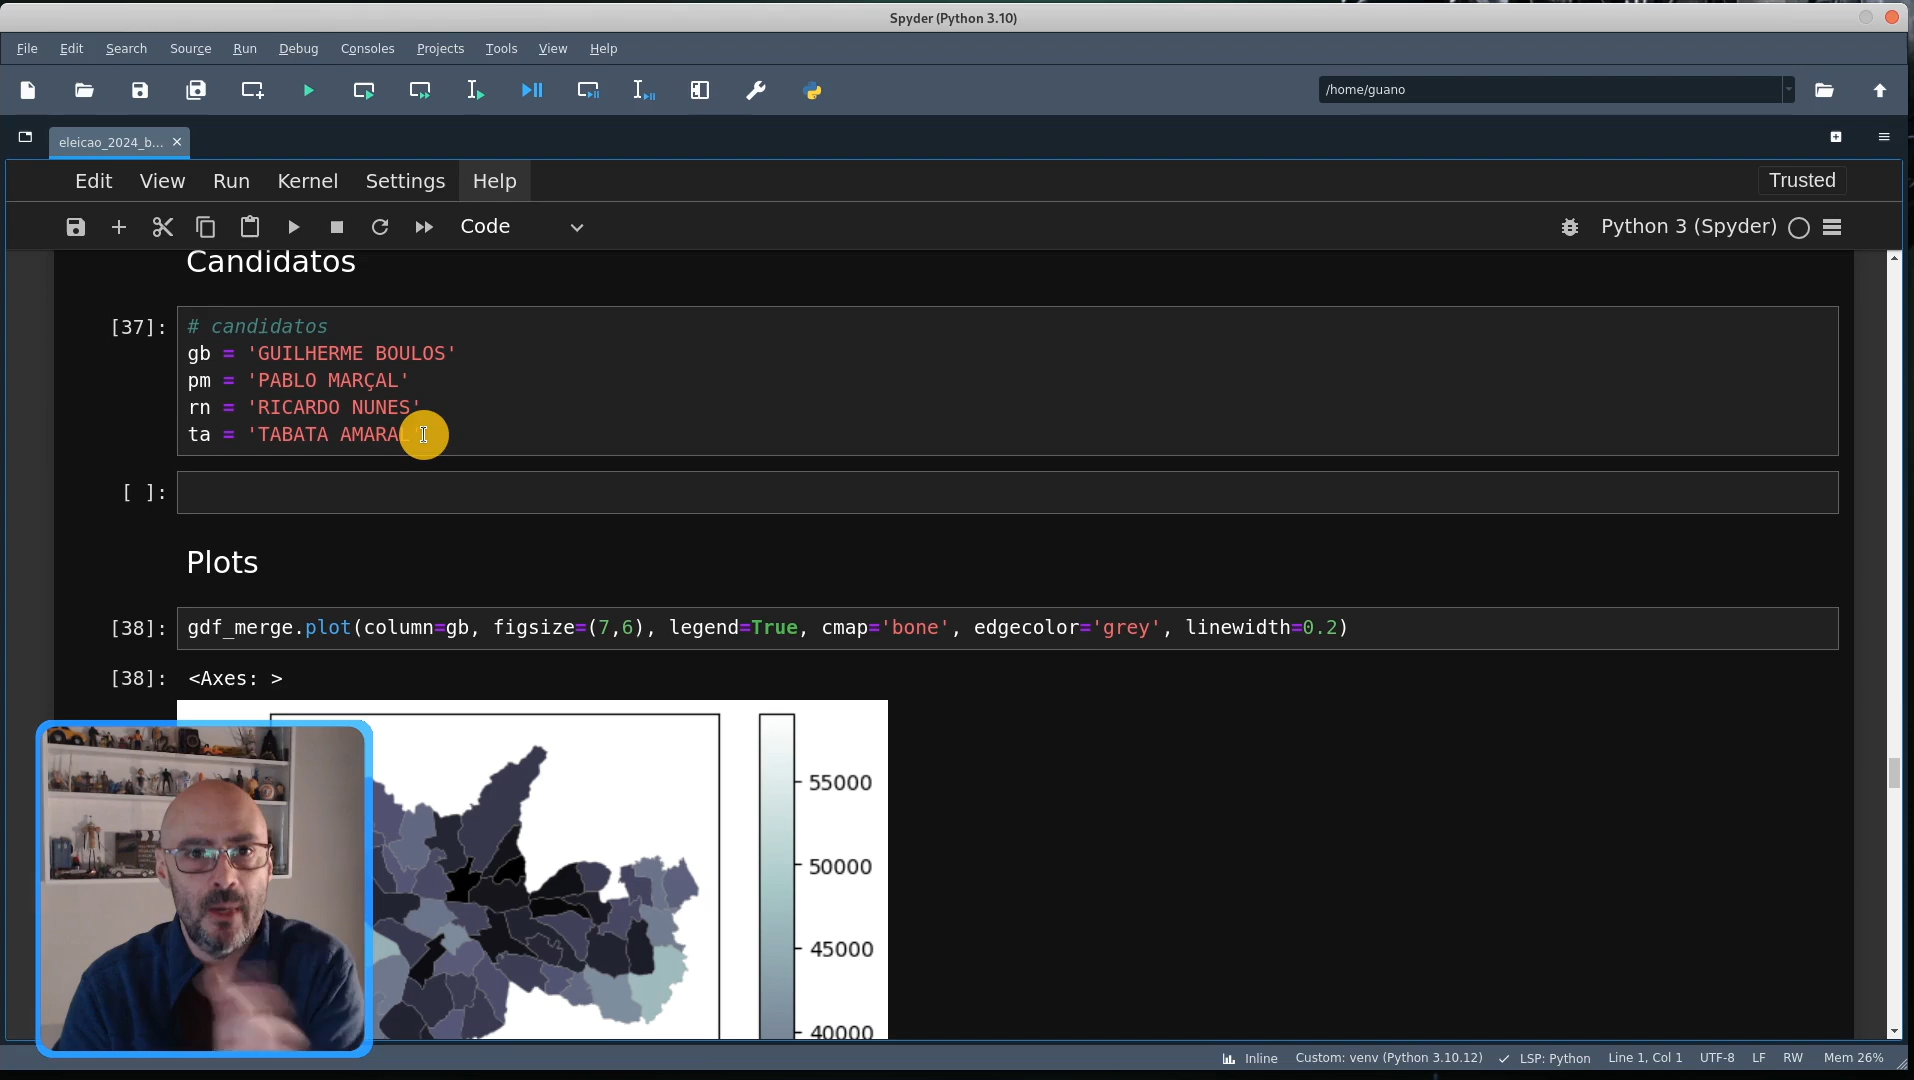 Spyder (Python 3.10)
File Edit Search Source Run Debug Consoles Projects Tools View Help
/home/guano
eleicao_2024_b...
Edit View Run Kernel Settings Help Trusted
Code Python 3 (Spyder)
Candidatos
[37]: # candidatos
gb = 'GUILHERME BOULOS'
pm = 'PABLO MARÇAL'
rn = 'RICARDO NUNES'
ta = 'TABATA AMARAL'
[ ]:
Plots
[38]: gdf_merge.plot(column=gb, figsize=(7,6), legend=True, cmap='bone', edgecolor='grey', linewidth=0.2)
[38]: <Axes: >
55000
50000
45000
40000
Inline Custom: venv (Python 3.10.12) LSP: Python Line 1, Col 1 UTF-8 LF RW Mem 26%